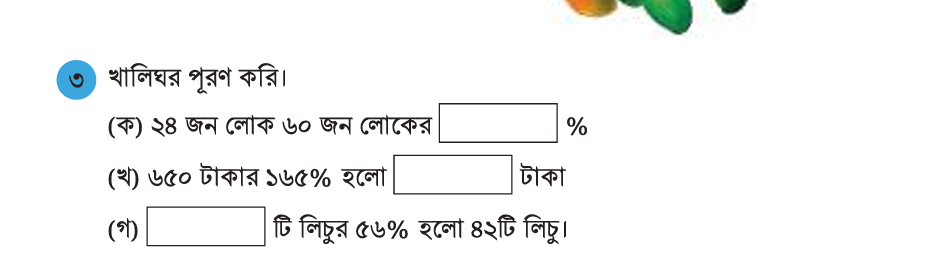 ৩ খালিঘর পূরণ করি।
(ক) ২৪ জন লোক ৬০ জন লোকের %
(খ) ৬৫০ টাকার ১৬৫% হলো টাকা
(গ) টি লিচুর ৫৬% হলো ৪২টি লিচু।